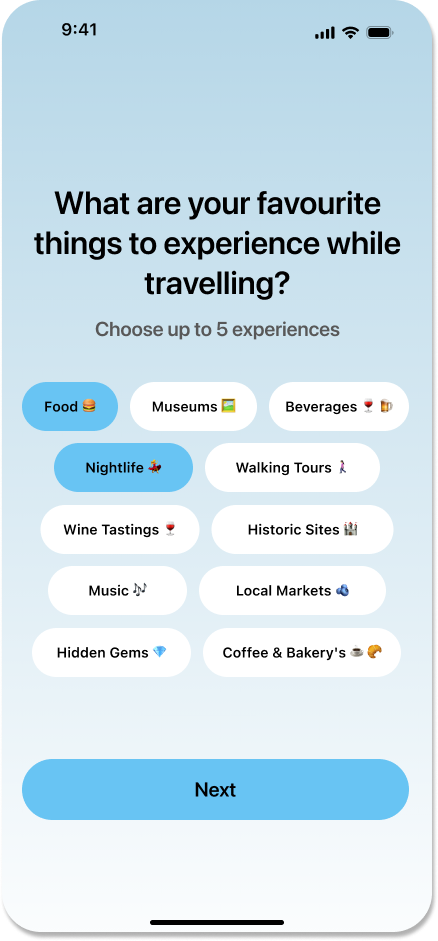 9:41
What are your favourite
things to experience while
travelling?
Choose up to 5 experiences
Food 🍔 Museums 🖼️ Beverages 🍷 🍺
Nightlife 💃 Walking Tours 🚶‍♀️
Wine Tastings 🍷 Historic Sites 🏰
Music 🎶 Local Markets 🫐
Hidden Gems 💎 Coffee & Bakery's ☕ 🥐
Next